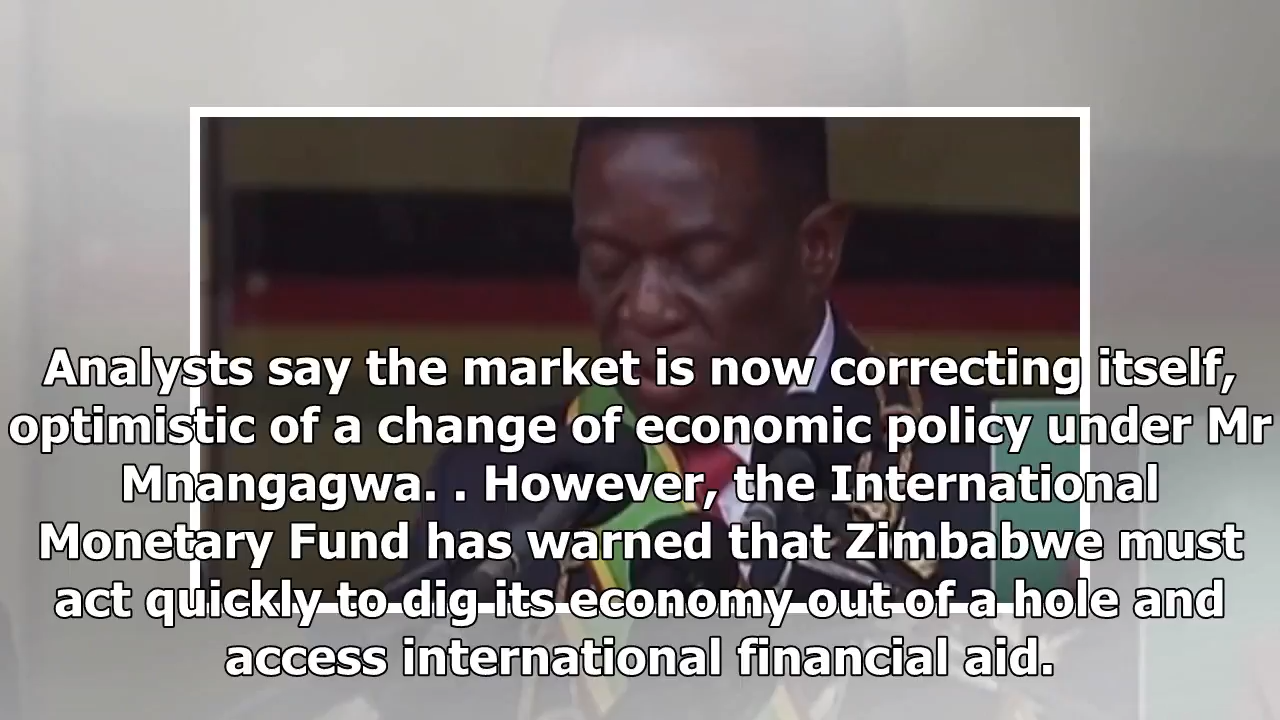 Analysts say the market is now correcting itself,
optimistic of a change of economic policy under Mr
Mnangagwa. . However, the International
Monetary Fund has warned that Zimbabwe must
act quickly to dig its economy out of a hole and
access international financial aid.